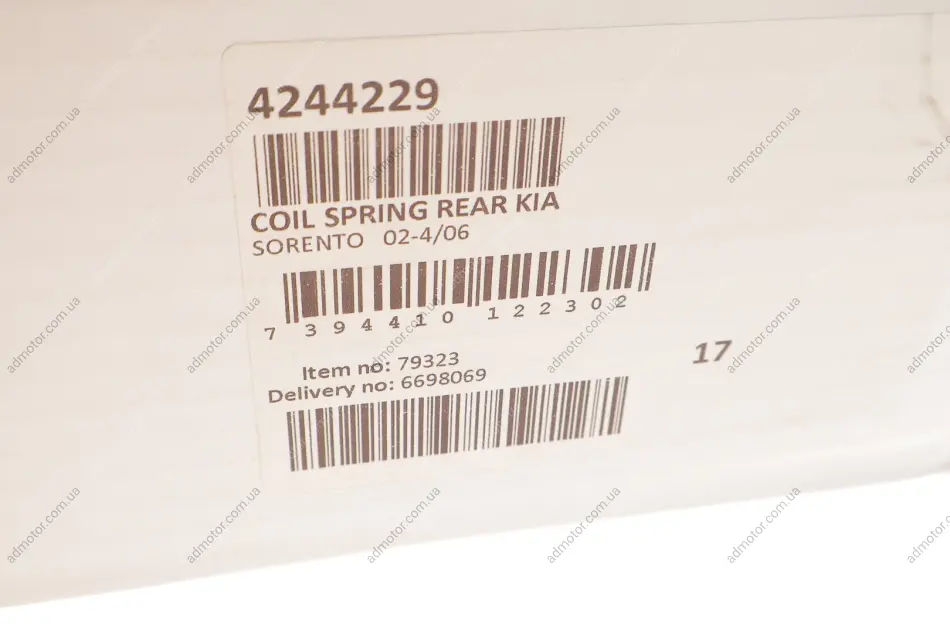 4244229
COIL SPRING REAR KIA
SORENTO 02-4/06
7 394410 122302
Item no: 79323
Delivery no: 6698069
17
admotor.com.ua